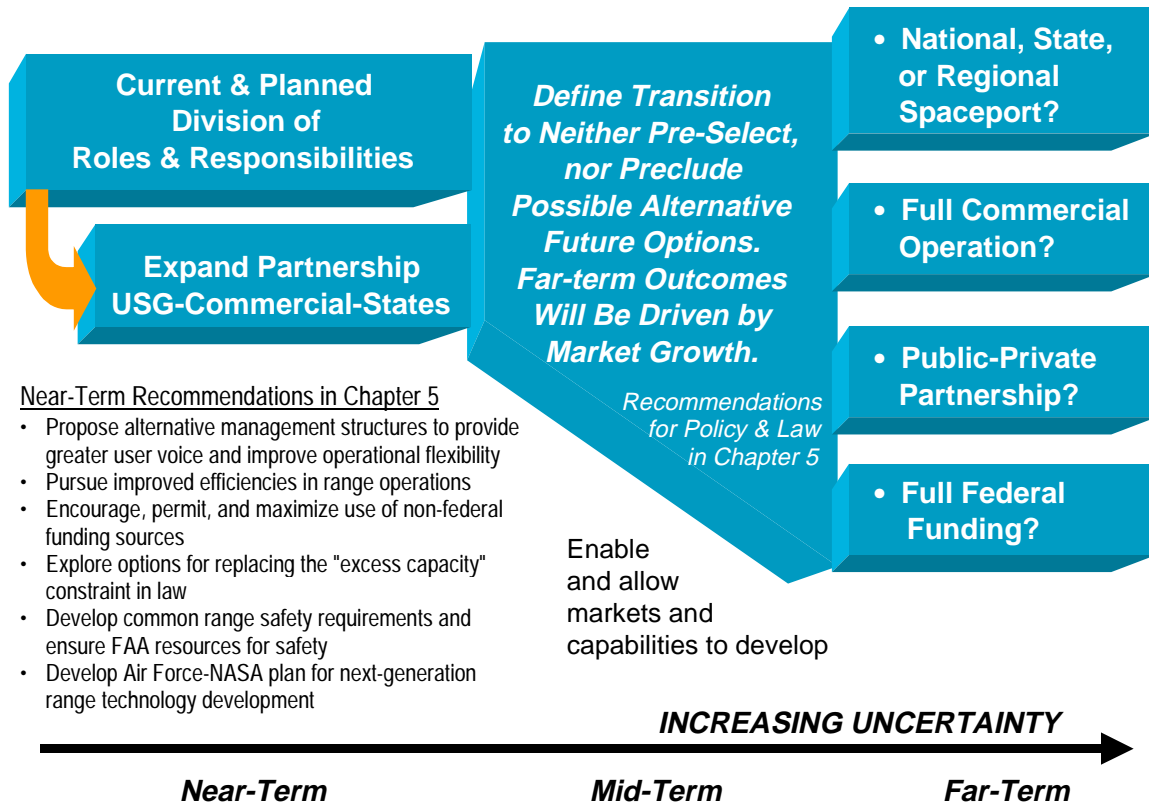 Current & Planned
Division of
Roles & Responsibilities
Expand Partnership
USG-Commercial-States
Near-Term Recommendations in Chapter 5
• Propose alternative management structures to provide
greater user voice and improve operational flexibility
• Pursue improved efficiencies in range operations
• Encourage, permit, and maximize use of non-federal
funding sources
• Explore options for replacing the "excess capacity"
constraint in law
• Develop common range safety requirements and
ensure FAA resources for safety
• Develop Air Force-NASA plan for next-generation
range technology development
Define Transition
to Neither Pre-Select,
nor Preclude
Possible Alternative
Future Options.
Far-term Outcomes
Will Be Driven by
Market Growth.
Recommendations
for Policy & Law
in Chapter 5
Enable
and allow
markets and
capabilities to develop
• National, State,
or Regional
Spaceport?
• Full Commercial
Operation?
• Public-Private
Partnership?
• Full Federal
Funding?
INCREASING UNCERTAINTY
Near-Term
Mid-Term
Far-Term